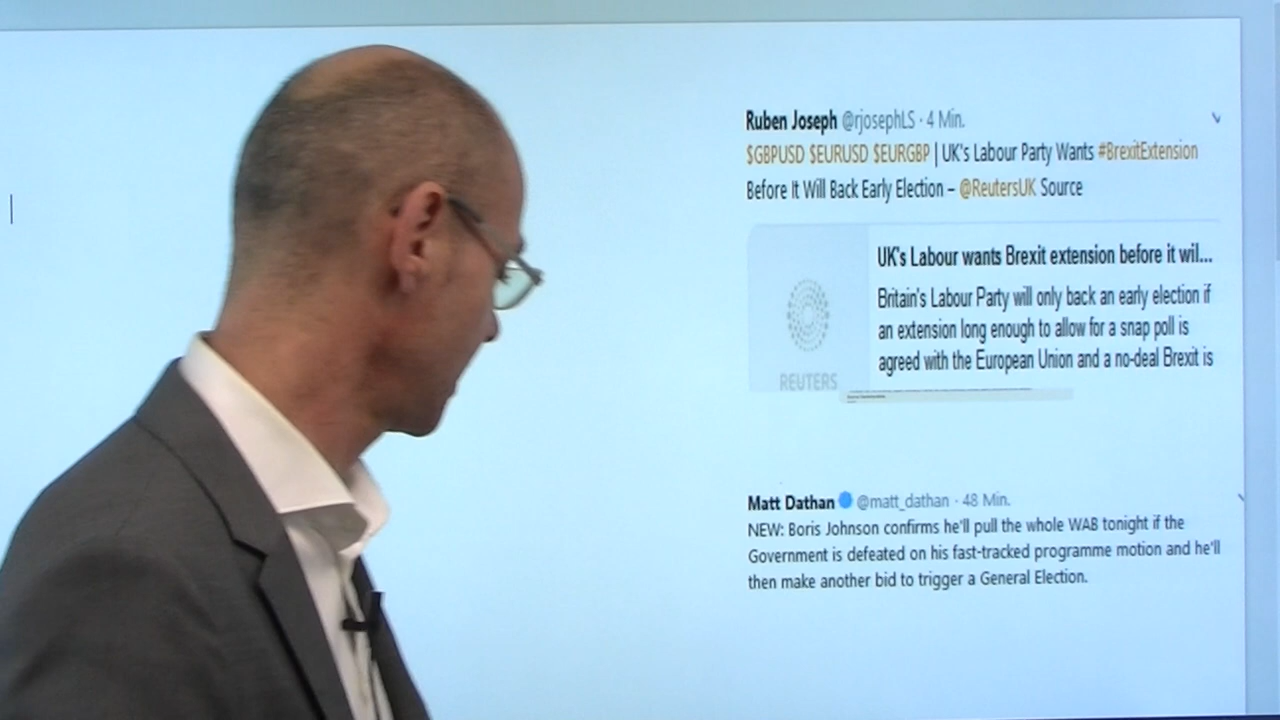 Ruben Joseph @rjosephLS · 4 Min.
$GBPUSD $EURUSD $EURGBP | UK's Labour Party Wants #BrexitExtension
Before It Will Back Early Election – @ReutersUK Source
UK's Labour wants Brexit extension before it wil...
Britain's Labour Party will only back an early election if
an extension long enough to allow for a snap poll is
agreed with the European Union and a no-deal Brexit is
REUTERS
Matt Dathan @matt_dathan · 48 Min.
NEW: Boris Johnson confirms he'll pull the whole WAB tonight if the
Government is defeated on his fast-tracked programme motion and he'll
then make another bid to trigger a General Election.